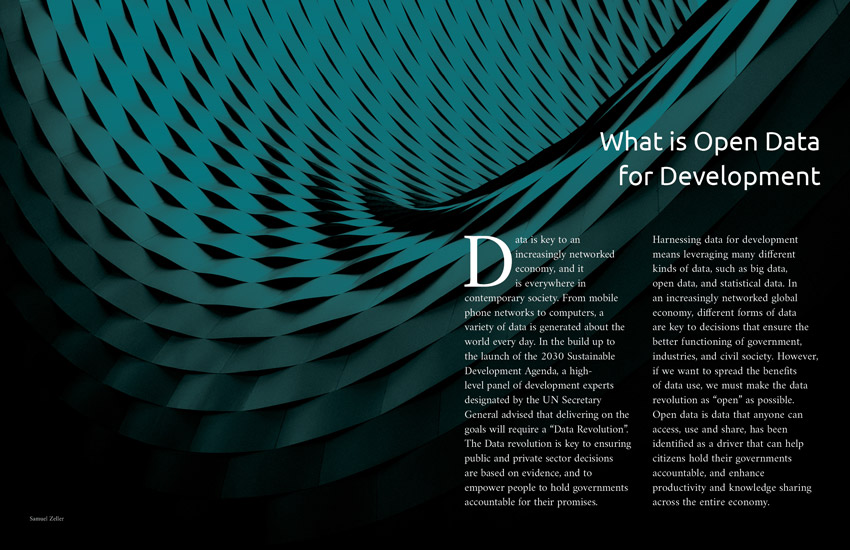 What is Open Data
for Development
Data is key to an
increasingly networked
economy, and it
is everywhere in
contemporary society. From mobile
phone networks to computers, a
variety of data is generated about the
world every day. In the build up to
the launch of the 2030 Sustainable
Development Agenda, a high-
level panel of development experts
designated by the UN Secretary
General advised that delivering on the
goals will require a “Data Revolution”.
The Data revolution is key to ensuring
public and private sector decisions
are based on evidence, and to
empower people to hold governments
accountable for their promises.
Harnessing data for development
means leveraging many different
kinds of data, such as big data,
open data, and statistical data. In
an increasingly networked global
economy, different forms of data
are key to decisions that ensure the
better functioning of government,
industries, and civil society. However,
if we want to spread the benefits
of data use, we must make the data
revolution as “open” as possible.
Open data is data that anyone can
access, use and share, has been
identified as a driver that can help
citizens hold their governments
accountable, and enhance
productivity and knowledge sharing
across the entire economy.
Samuel Zeller